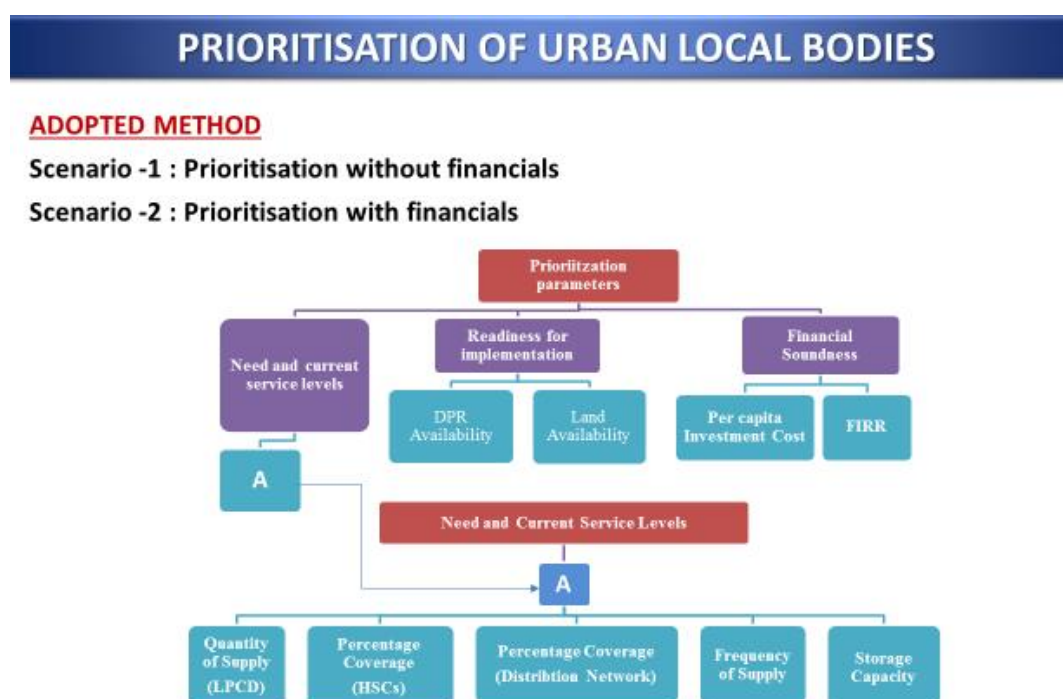 PRIORITISATION OF URBAN LOCAL BODIES
ADOPTED METHOD
Scenario -1 : Prioritisation without financials
Scenario -2 : Prioritisation with financials
Prioriitzation
parameters
Need and current
service levels
Readiness for
implementation
Financial
Soundness
DPR
Availability
Land
Availability
Per capita
Investment Cost
FIRR
A
Need and Current Service Levels
A
Quantity
of Supply
(LPCD)
Percentage
Coverage
(HSCs)
Percentage Coverage
(Distribtion Network)
Frequency
of Supply
Storage
Capacity